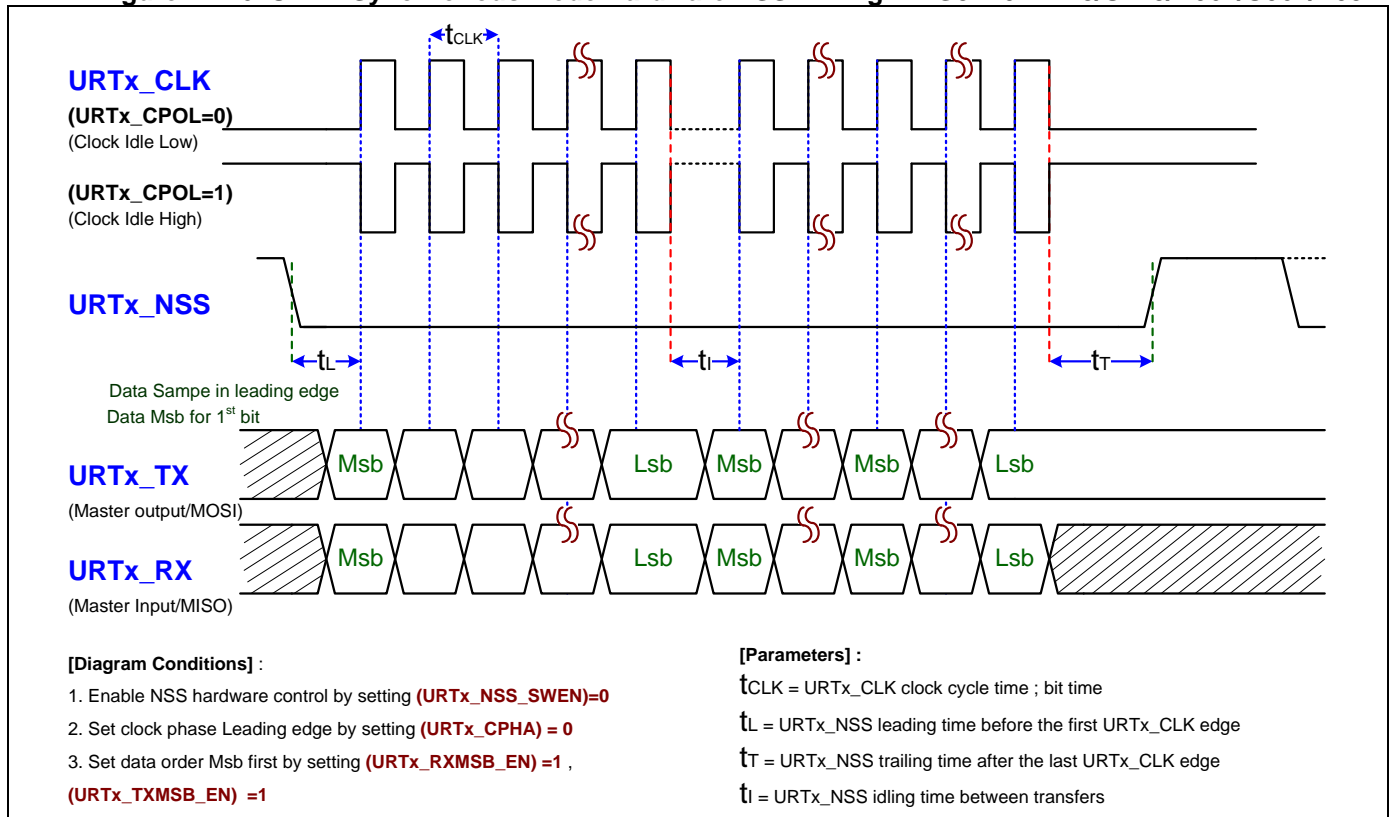 tCLK
URTx_CLK
(URTx_CPOL=0)
(Clock Idle Low)
(URTx_CPOL=1)
(Clock Idle High)
URTx_NSS
tL
tI
tT
Data Sampe in leading edge
Data Msb for 1st bit
Msb Lsb Msb Msb Lsb
URTx_TX
(Master output/MOSI)
Msb Lsb Msb Msb Lsb
URTx_RX
(Master Input/MISO)
[Diagram Conditions] :
1. Enable NSS hardware control by setting (URTx_NSS_SWEN)=0
2. Set clock phase Leading edge by setting (URTx_CPHA) = 0
3. Set data order Msb first by setting (URTx_RXMSB_EN) =1 ,
(URTx_TXMSB_EN) =1
[Parameters] :
tCLK = URTx_CLK clock cycle time ; bit time
tL = URTx_NSS leading time before the first URTx_CLK edge
tT = URTx_NSS trailing time after the last URTx_CLK edge
tI = URTx_NSS idling time between transfers